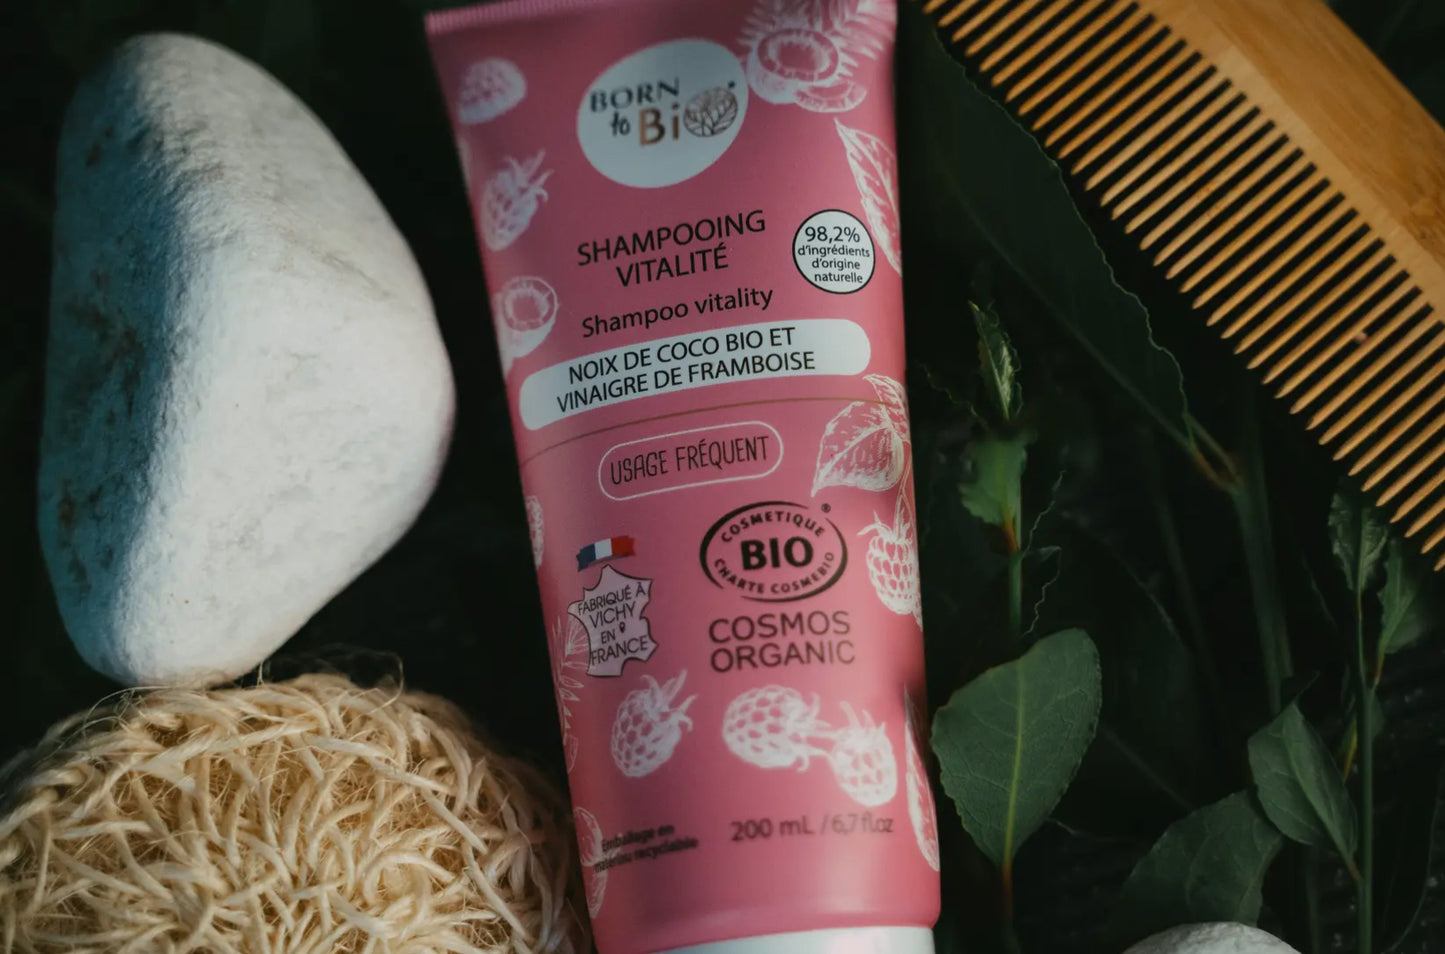 BORN
to Bio
SHAMPOOING
VITALITÉ
Shampoo vitality
98,2%
d'ingrédients
d'origine
naturelle
NOIX DE COCO BIO ET
VINAIGRE DE FRAMBOISE
USAGE FRÉQUENT
COSMETIQUE
BIO
CHARTE COSMEBIO
®
COSMOS
ORGANIC
FABRIQUÉ À
VICHY
EN
FRANCE
Emballage en
matériau recyclable
200 mL / 6,7 fl.oz